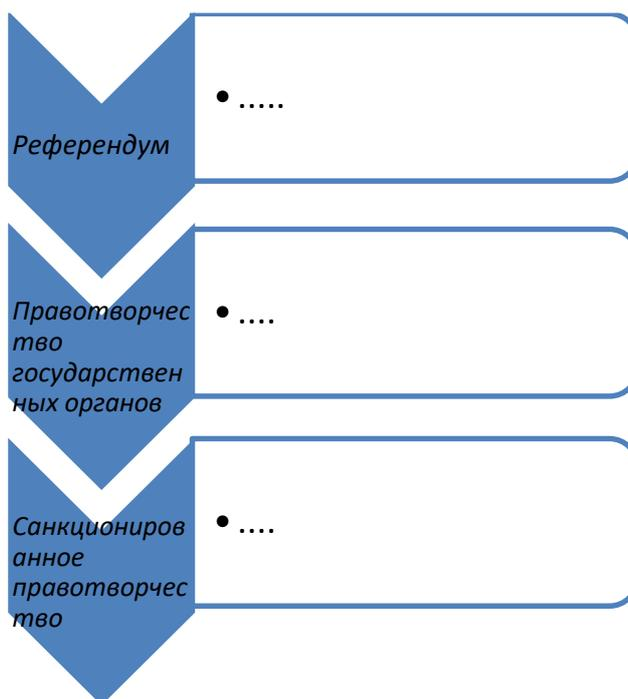 Референдум
• .....
Правотворчес
тво
государствен
ных органов
• ....
Санкциониров
анное
правотворчес
тво
• ....